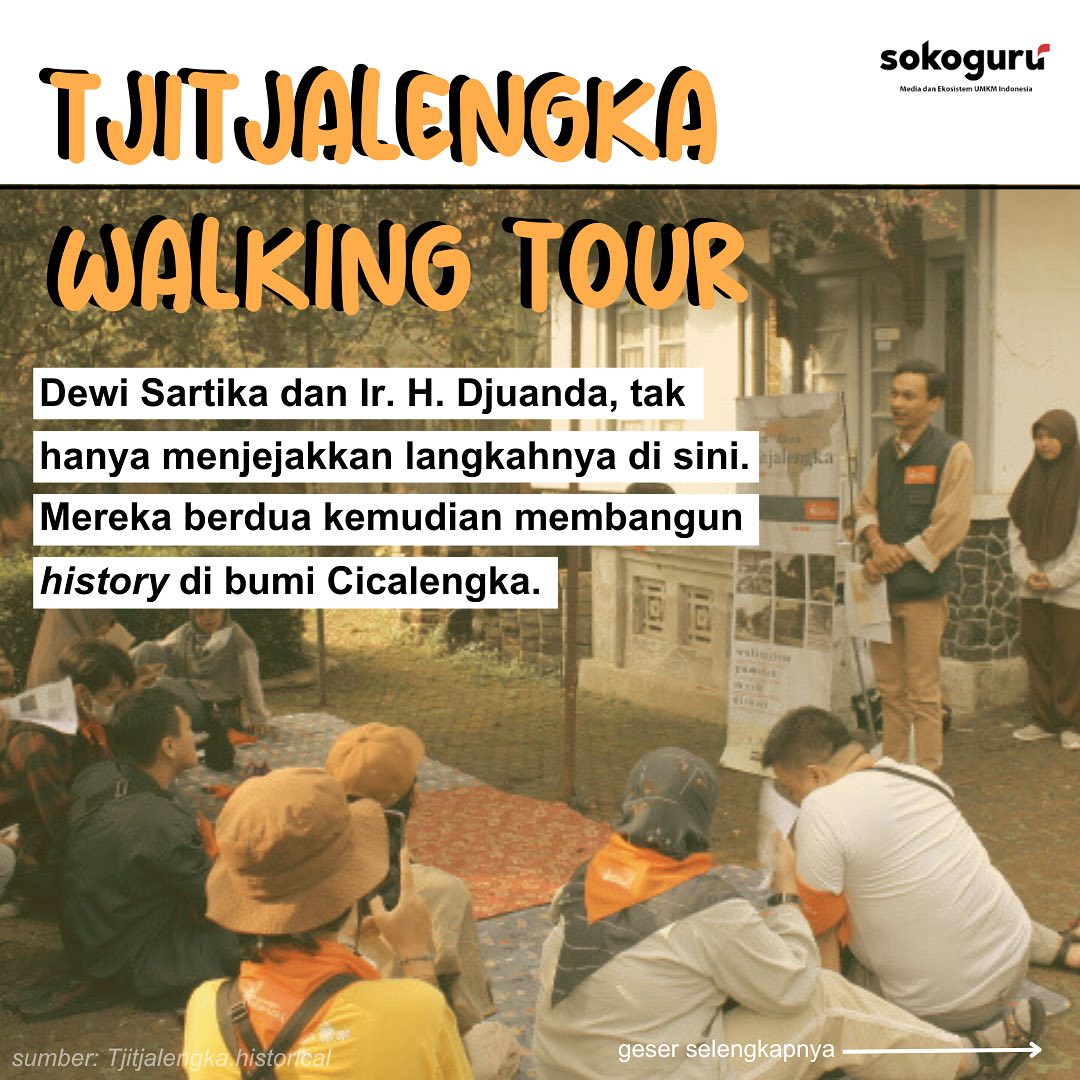 TJITJALENGKA
sokoguru
Media dan Ekosistem UMKM Indonesia
WALKING TOUR
Dewi Sartika dan Ir. H. Djuanda, tak
hanya menjejakkan langkahnya di sini.
Mereka berdua kemudian membangun
history di bumi Cicalengka.
sumber: Tjitjalengka.historical
geser selengkapnya